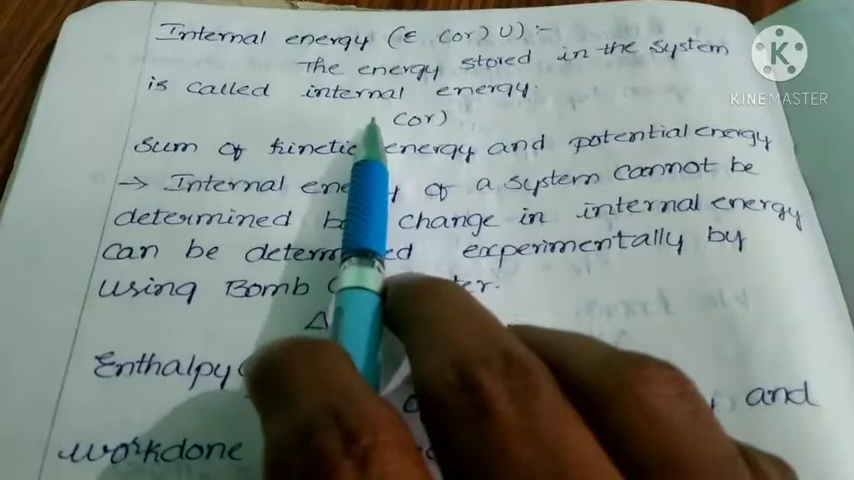 Internal energy (E (or) U) :-
The energy stored in the system
is called internal energy.
(or)
Sum of kinetic energy and potential energy
→ Internal of a system cannot be
determined change in internal energy
can be experimentally by
using Bomb
Δ
Enthalpy and
workdone
K
KINEMASTER